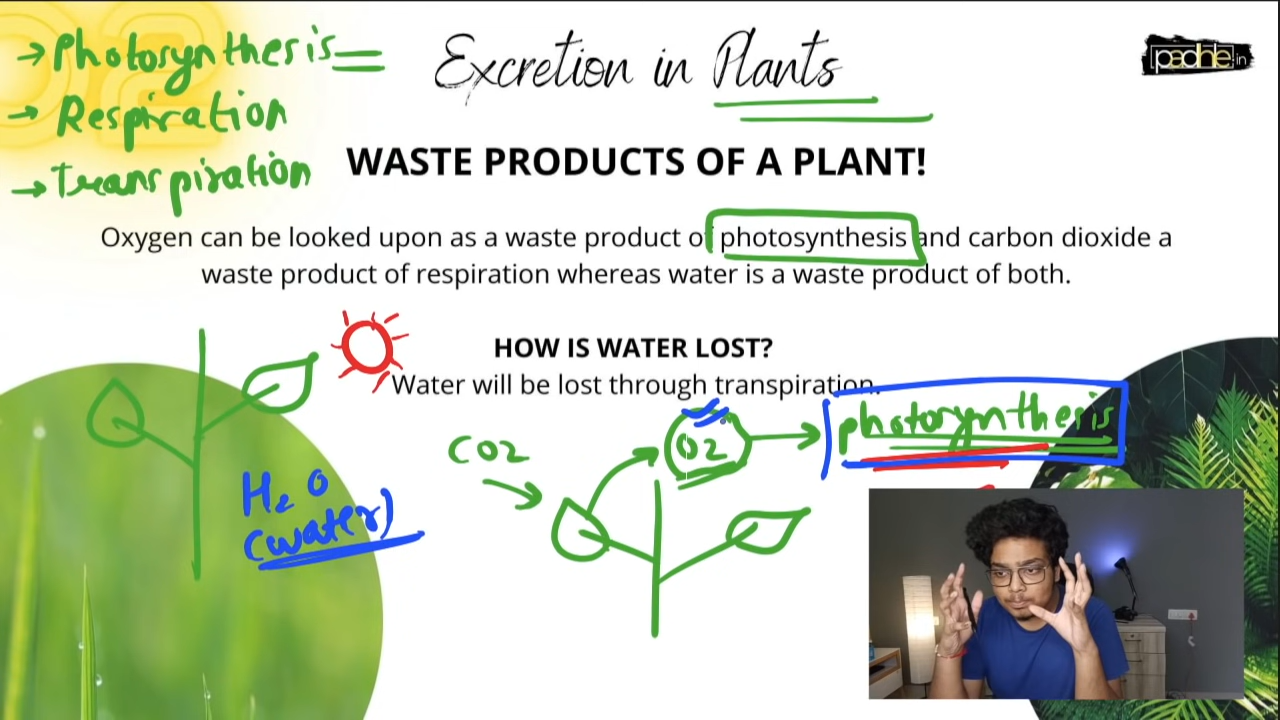 → Photosynthesis
→ Respiration
→ Transpiration
Excretion in Plants
padhle.in
WASTE PRODUCTS OF A PLANT!
Oxygen can be looked upon as a waste product of photosynthesis and carbon dioxide a
waste product of respiration whereas water is a waste product of both.
HOW IS WATER LOST?
Water will be lost through transpiration.
CO2
O2
photosynthesis
H2O
(water)